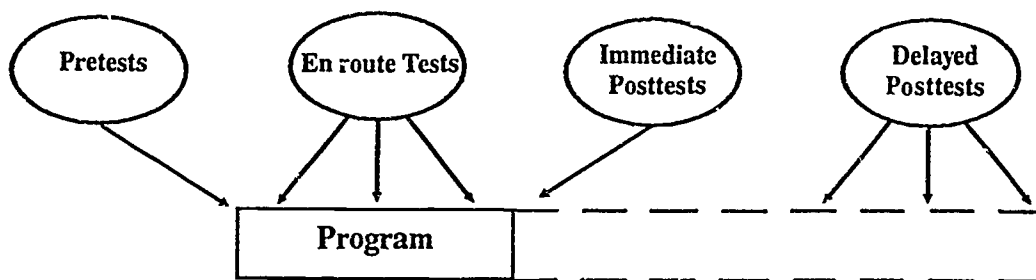 Pretests
En route Tests
Immediate
Posttests
Delayed
Posttests
Program